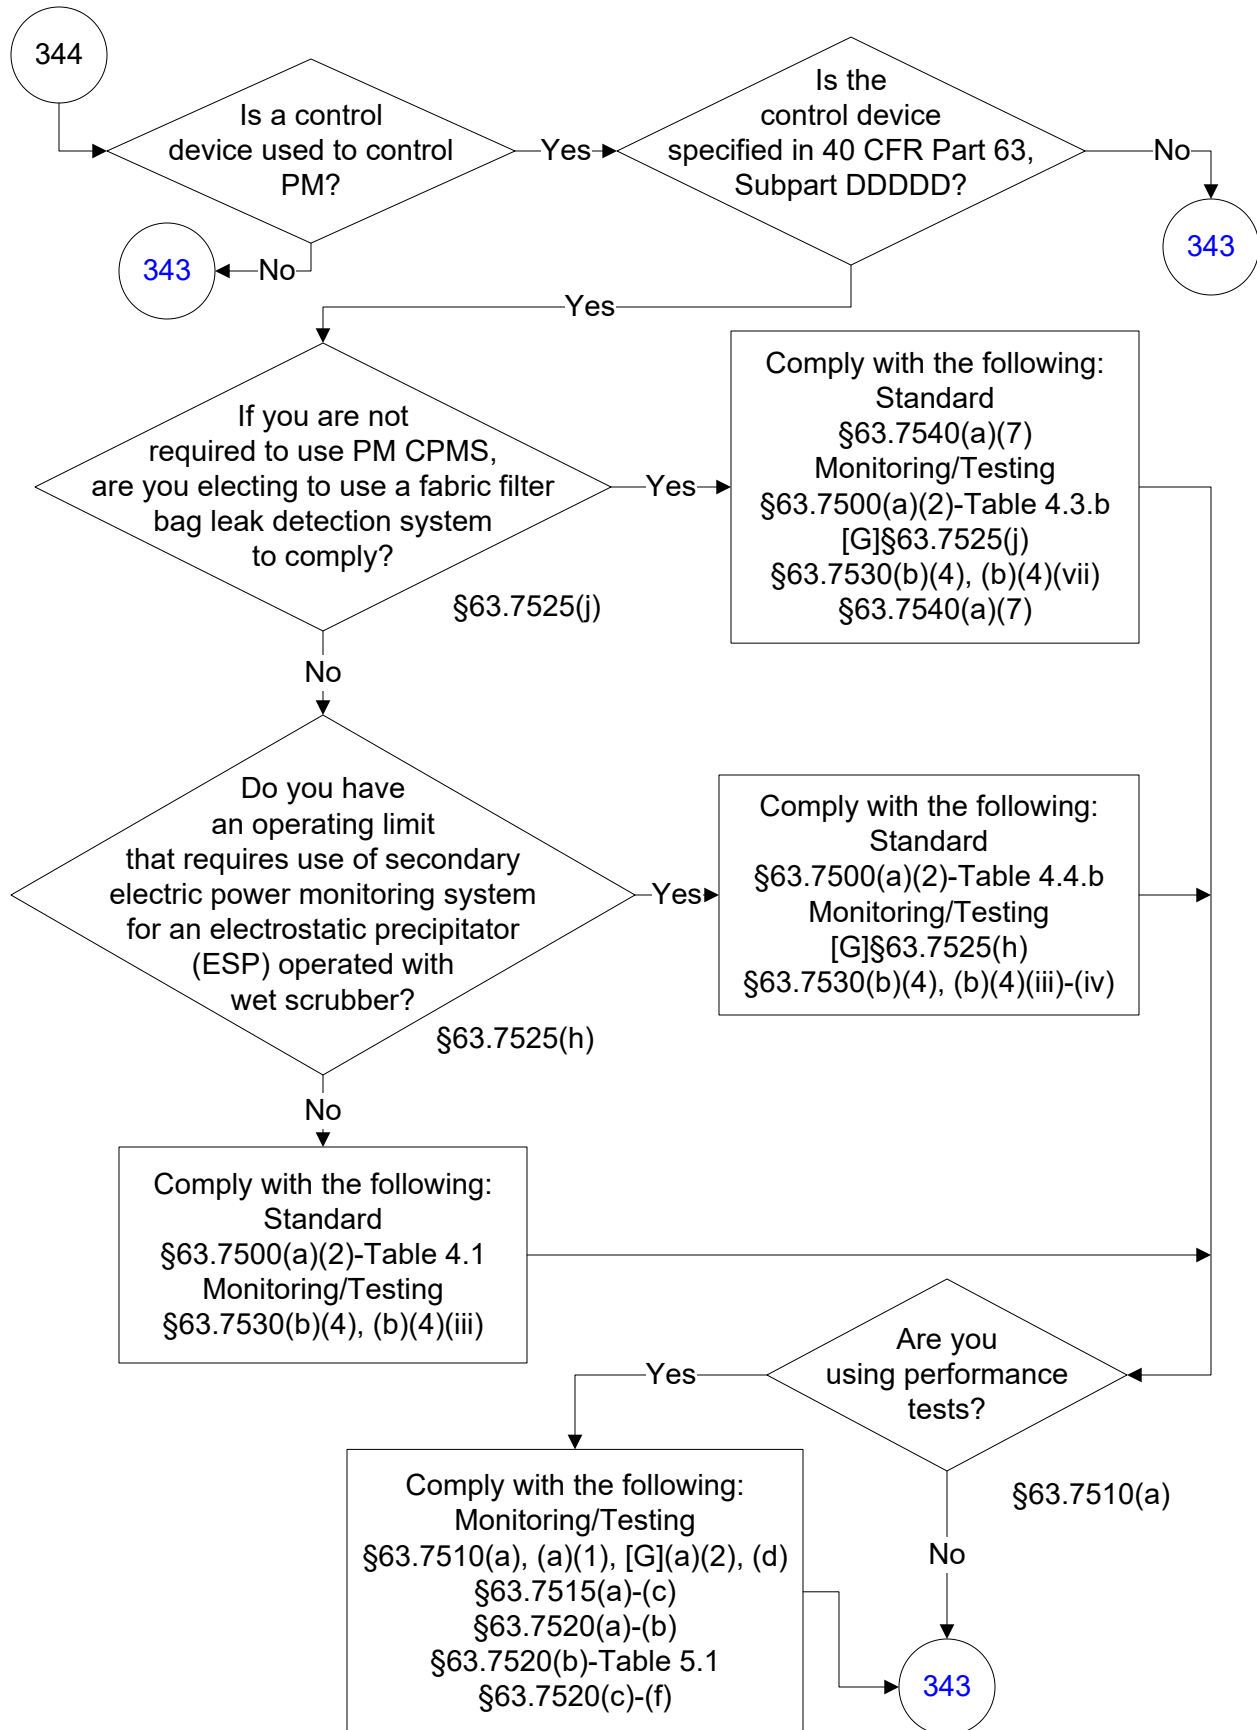 344
Is a control
device used to control
PM?
Yes
Is the
control device
specified in 40 CFR Part 63,
Subpart DDDDD?
No
343
No
343
Yes
If you are not
required to use PM CPMS,
are you electing to use a fabric filter
bag leak detection system
to comply?
§63.7525(j)
Yes
Comply with the following:
Standard
§63.7540(a)(7)
Monitoring/Testing
§63.7500(a)(2)-Table 4.3.b
[G]§63.7525(j)
§63.7530(b)(4), (b)(4)(vii)
§63.7540(a)(7)
No
Do you have
an operating limit
that requires use of secondary
electric power monitoring system
for an electrostatic precipitator
(ESP) operated with
wet scrubber?
§63.7525(h)
Yes
Comply with the following:
Standard
§63.7500(a)(2)-Table 4.4.b
Monitoring/Testing
[G]§63.7525(h)
§63.7530(b)(4), (b)(4)(iii)-(iv)
No
Comply with the following:
Standard
§63.7500(a)(2)-Table 4.1
Monitoring/Testing
§63.7530(b)(4), (b)(4)(iii)
Are you
using performance
tests?
§63.7510(a)
Yes
Comply with the following:
Monitoring/Testing
§63.7510(a), (a)(1), [G](a)(2), (d)
§63.7515(a)-(c)
§63.7520(a)-(b)
§63.7520(b)-Table 5.1
§63.7520(c)-(f)
No
343